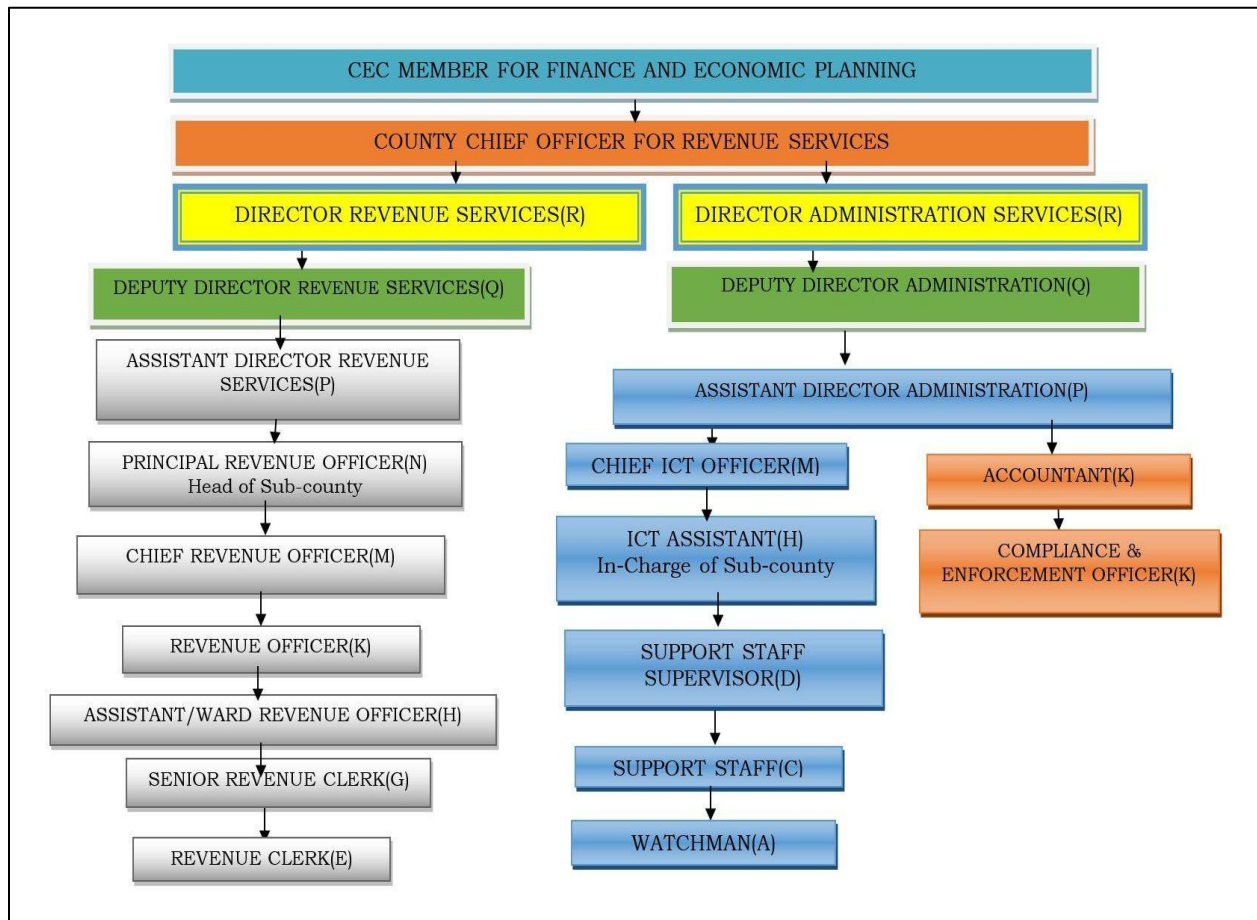 CEC MEMBER FOR FINANCE AND ECONOMIC PLANNING
COUNTY CHIEF OFFICER FOR REVENUE SERVICES
DIRECTOR REVENUE SERVICES(R)
DIRECTOR ADMINISTRATION SERVICES(R)
DEPUTY DIRECTOR REVENUE SERVICES(Q)
DEPUTY DIRECTOR ADMINISTRATION(Q)
ASSISTANT DIRECTOR REVENUE
SERVICES(P)
PRINCIPAL REVENUE OFFICER(N)
Head of Sub-county
CHIEF REVENUE OFFICER(M)
REVENUE OFFICER(K)
ASSISTANT/WARD REVENUE OFFICER(H)
SENIOR REVENUE CLERK(G)
REVENUE CLERK(E)
ASSISTANT DIRECTOR ADMINISTRATION(P)
CHIEF ICT OFFICER(M)
ICT ASSISTANT(H)
In-Charge of Sub-county
SUPPORT STAFF
SUPERVISOR(D)
SUPPORT STAFF(C)
WATCHMAN(A)
ACCOUNTANT(K)
COMPLIANCE &
ENFORCEMENT OFFICER(K)